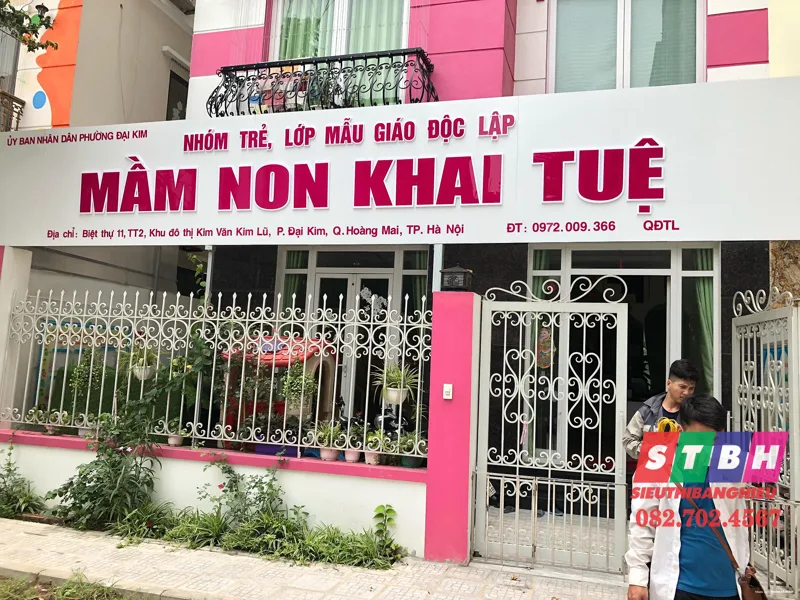 ỦY BAN NHÂN DÂN PHƯỜNG ĐẠI KIM
NHÓM TRẺ, LỚP MẪU GIÁO ĐỘC LẬP
MẦM NON KHAI TUỆ
Địa chỉ: Biệt thự 11, TT2, Khu đô thị Kim Văn Kim Lũ, P. Đại Kim, Q. Hoàng Mai, TP. Hà Nội ĐT: 0972.009.366 QĐTL
STBH
SIEUTHIBANGHIEU
082.702.4567